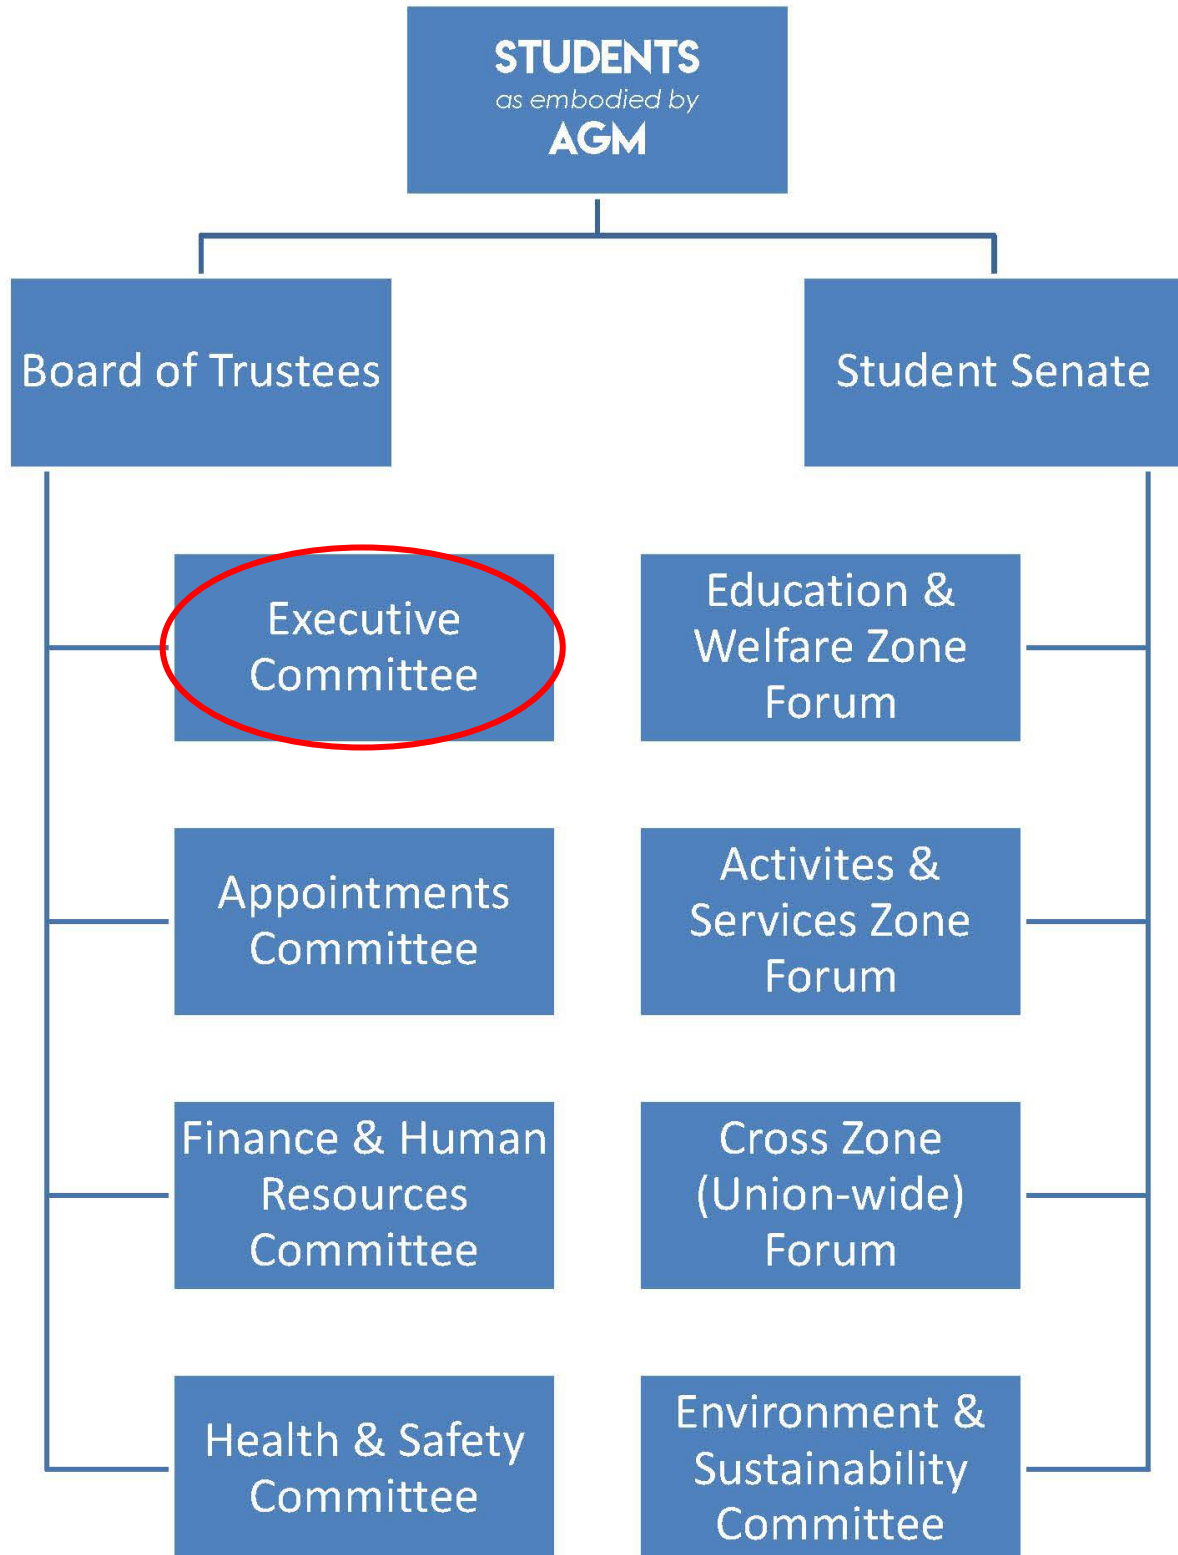 STUDENTS
as embodied by
AGM
Board of Trustees
Student Senate
Executive
Committee
Education &
Welfare Zone
Forum
Appointments
Committee
Activites &
Services Zone
Forum
Finance & Human
Resources
Committee
Cross Zone
(Union-wide)
Forum
Health & Safety
Committee
Environment &
Sustainability
Committee